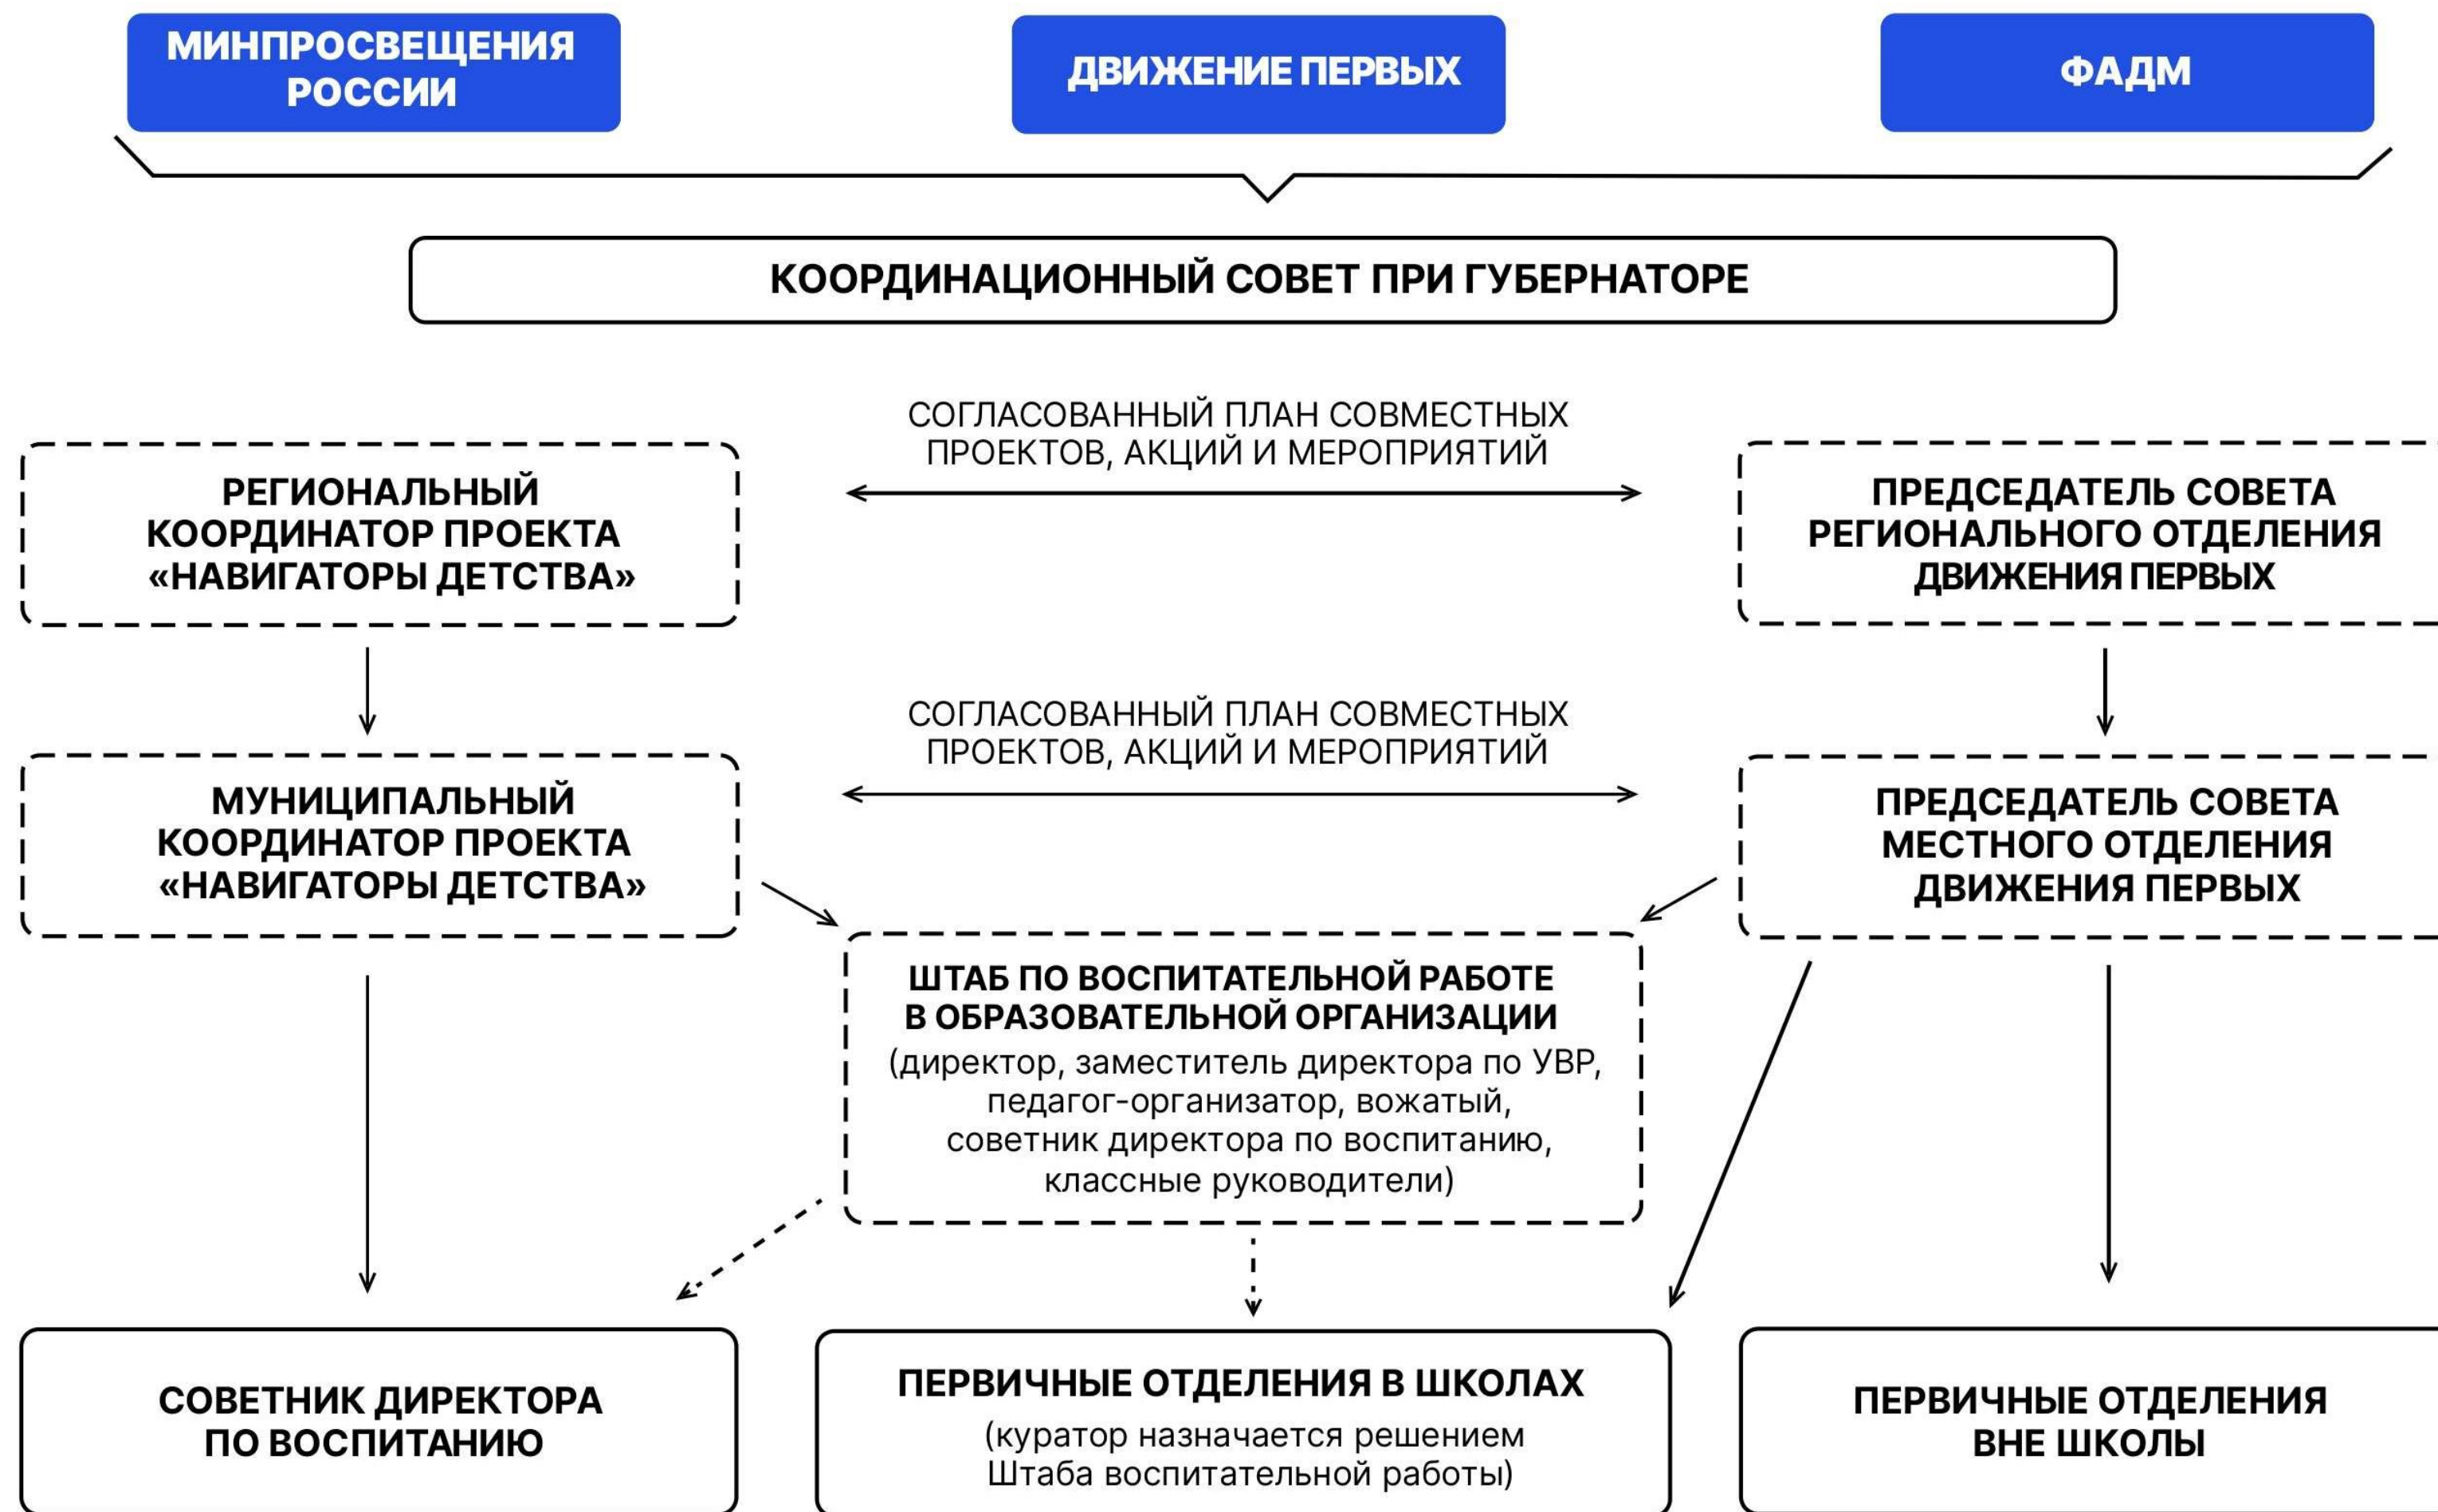 МИНПРОСВЕЩЕНИЯ
РОССИИ
ДВИЖЕНИЕ ПЕРВЫХ
ФАДМ
КООРДИНАЦИОННЫЙ СОВЕТ ПРИ ГУБЕРНАТОРЕ
СОГЛАСОВАННЫЙ ПЛАН СОВМЕСТНЫХ
ПРОЕКТОВ, АКЦИЙ И МЕРОПРИЯТИЙ
РЕГИОНАЛЬНЫЙ
КООРДИНАТОР ПРОЕКТА
«НАВИГАТОРЫ ДЕТСТВА»
ПРЕДСЕДАТЕЛЬ СОВЕТА
РЕГИОНАЛЬНОГО ОТДЕЛЕНИЯ
ДВИЖЕНИЯ ПЕРВЫХ
СОГЛАСОВАННЫЙ ПЛАН СОВМЕСТНЫХ
ПРОЕКТОВ, АКЦИЙ И МЕРОПРИЯТИЙ
МУНИЦИПАЛЬНЫЙ
КООРДИНАТОР ПРОЕКТА
«НАВИГАТОРЫ ДЕТСТВА»
ПРЕДСЕДАТЕЛЬ СОВЕТА
МЕСТНОГО ОТДЕЛЕНИЯ
ДВИЖЕНИЯ ПЕРВЫХ
ШТАБ ПО ВОСПИТАТЕЛЬНОЙ РАБОТЕ
В ОБРАЗОВАТЕЛЬНОЙ ОРГАНИЗАЦИИ
(директор, заместитель директора по УВР,
педагог-организатор, вожатый,
советник директора по воспитанию,
классные руководители)
СОВЕТНИК ДИРЕКТОРА
ПО ВОСПИТАНИЮ
ПЕРВИЧНЫЕ ОТДЕЛЕНИЯ В ШКОЛАХ
(куратор назначается решением
Штаба воспитательной работы)
ПЕРВИЧНЫЕ ОТДЕЛЕНИЯ
ВНЕ ШКОЛЫ